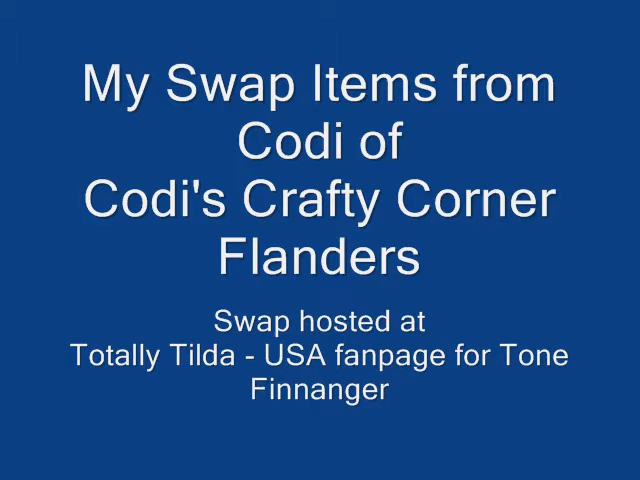 My Swap Items from
Codi of
Codi's Crafty Corner
Flanders
Swap hosted at
Totally Tilda - USA fanpage for Tone
Finnanger